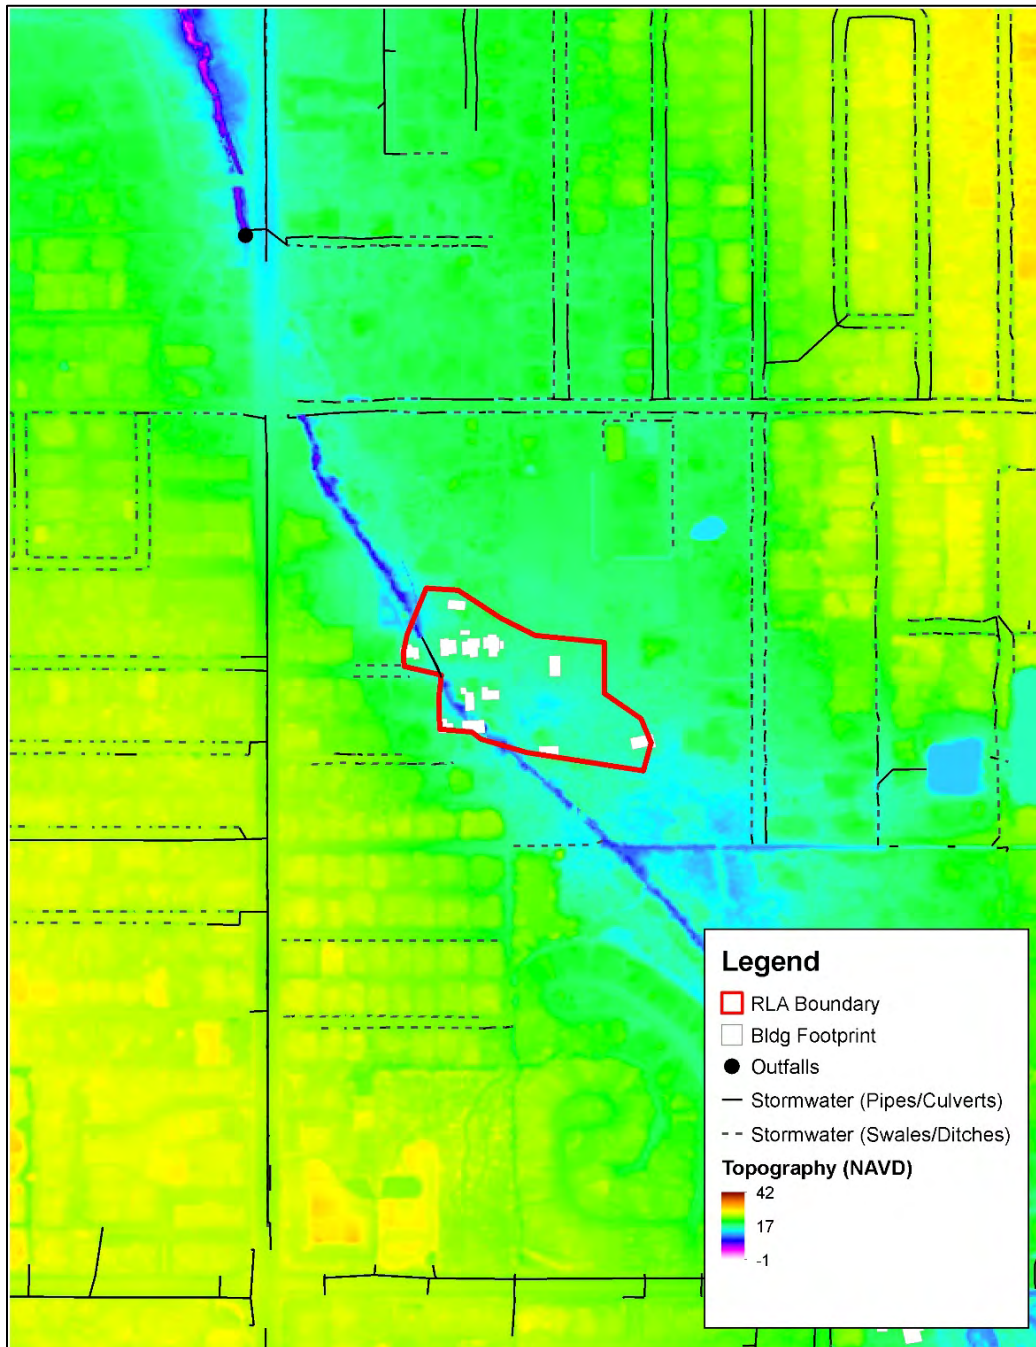 Legend
RLA Boundary
Bldg Footprint
Outfalls
Stormwater (Pipes/Culverts)
Stormwater (Swales/Ditches)
Topography (NAVD)
42
17
-1